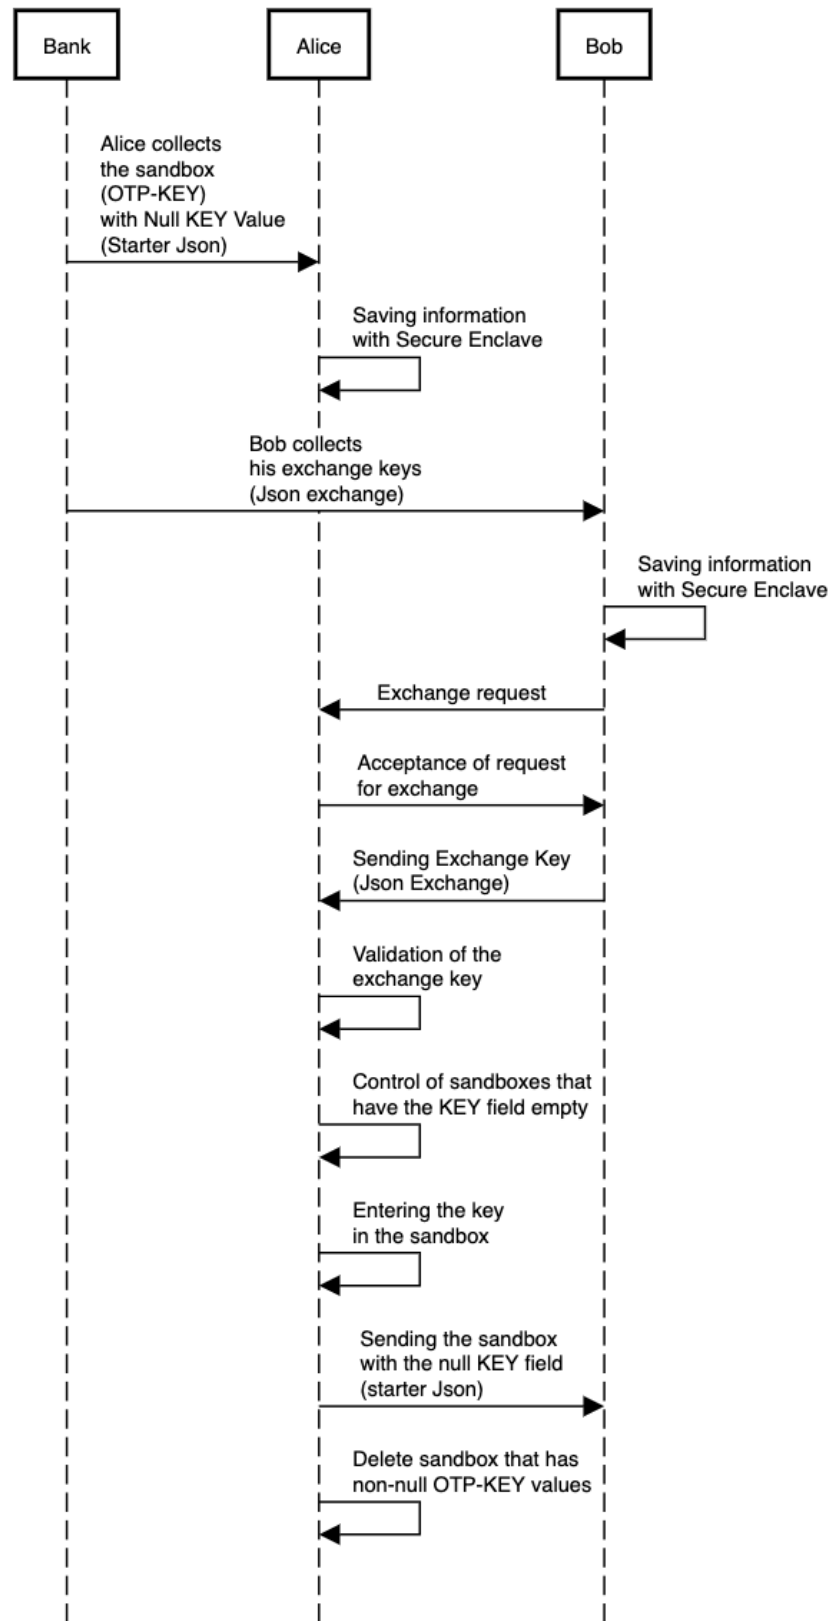 Bank
Alice
Bob
Alice collects
the sandbox
(OTP-KEY)
with Null KEY Value
(Starter Json)
Saving information
with Secure Enclave
Bob collects
his exchange keys
(Json exchange)
Saving information
with Secure Enclave
Exchange request
Acceptance of request
for exchange
Sending Exchange Key
(Json Exchange)
Validation of the
exchange key
Control of sandboxes that
have the KEY field empty
Entering the key
in the sandbox
Sending the sandbox
with the null KEY field
(starter Json)
Delete sandbox that has
non-null OTP-KEY values